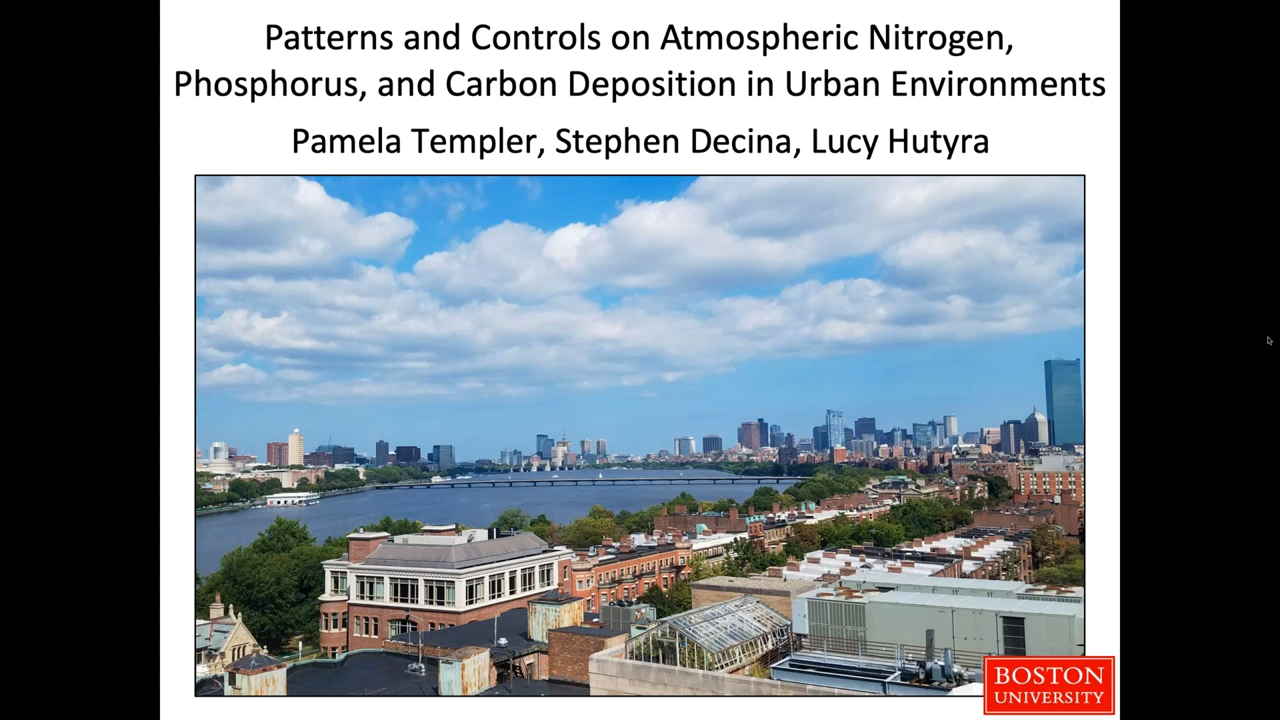 Patterns and Controls on Atmospheric Nitrogen,
Phosphorus, and Carbon Deposition in Urban Environments
Pamela Templer, Stephen Decina, Lucy Hutyra
BOSTON
UNIVERSITY